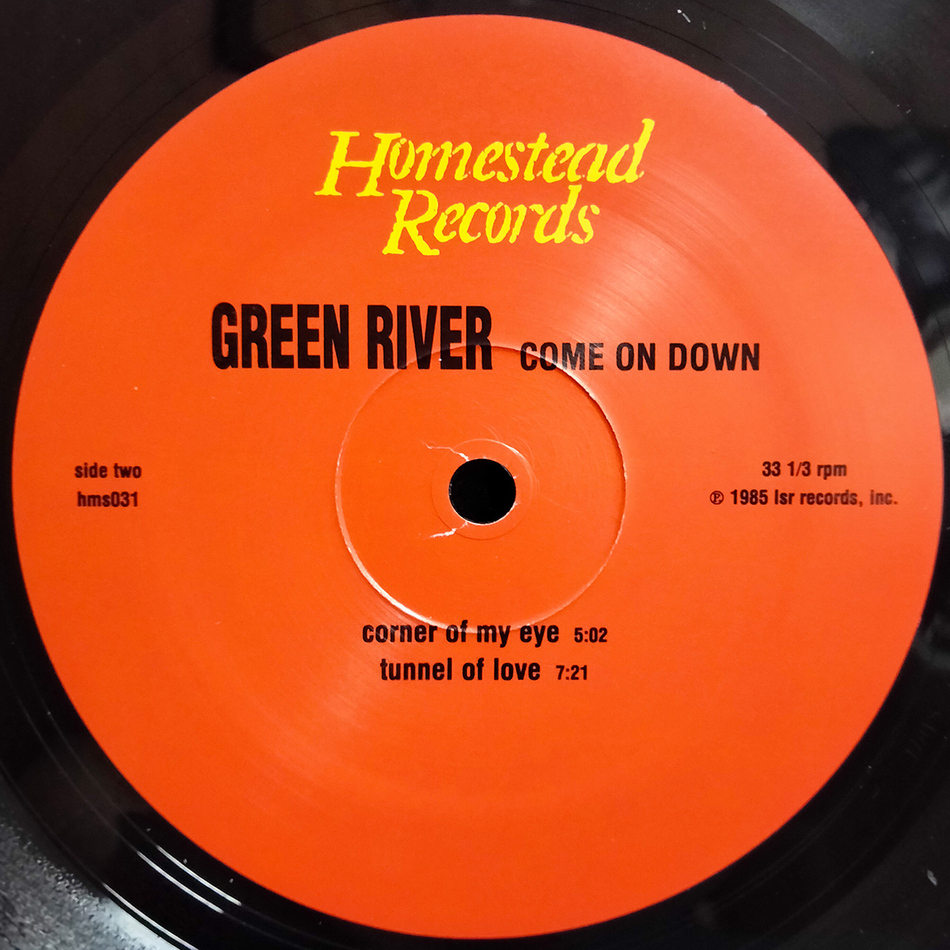 Homestead
Records
GREEN RIVER COME ON DOWN
side two
hms031
33 1/3 rpm
℗ 1985 lsr records, inc.
corner of my eye 5:02
tunnel of love 7:21